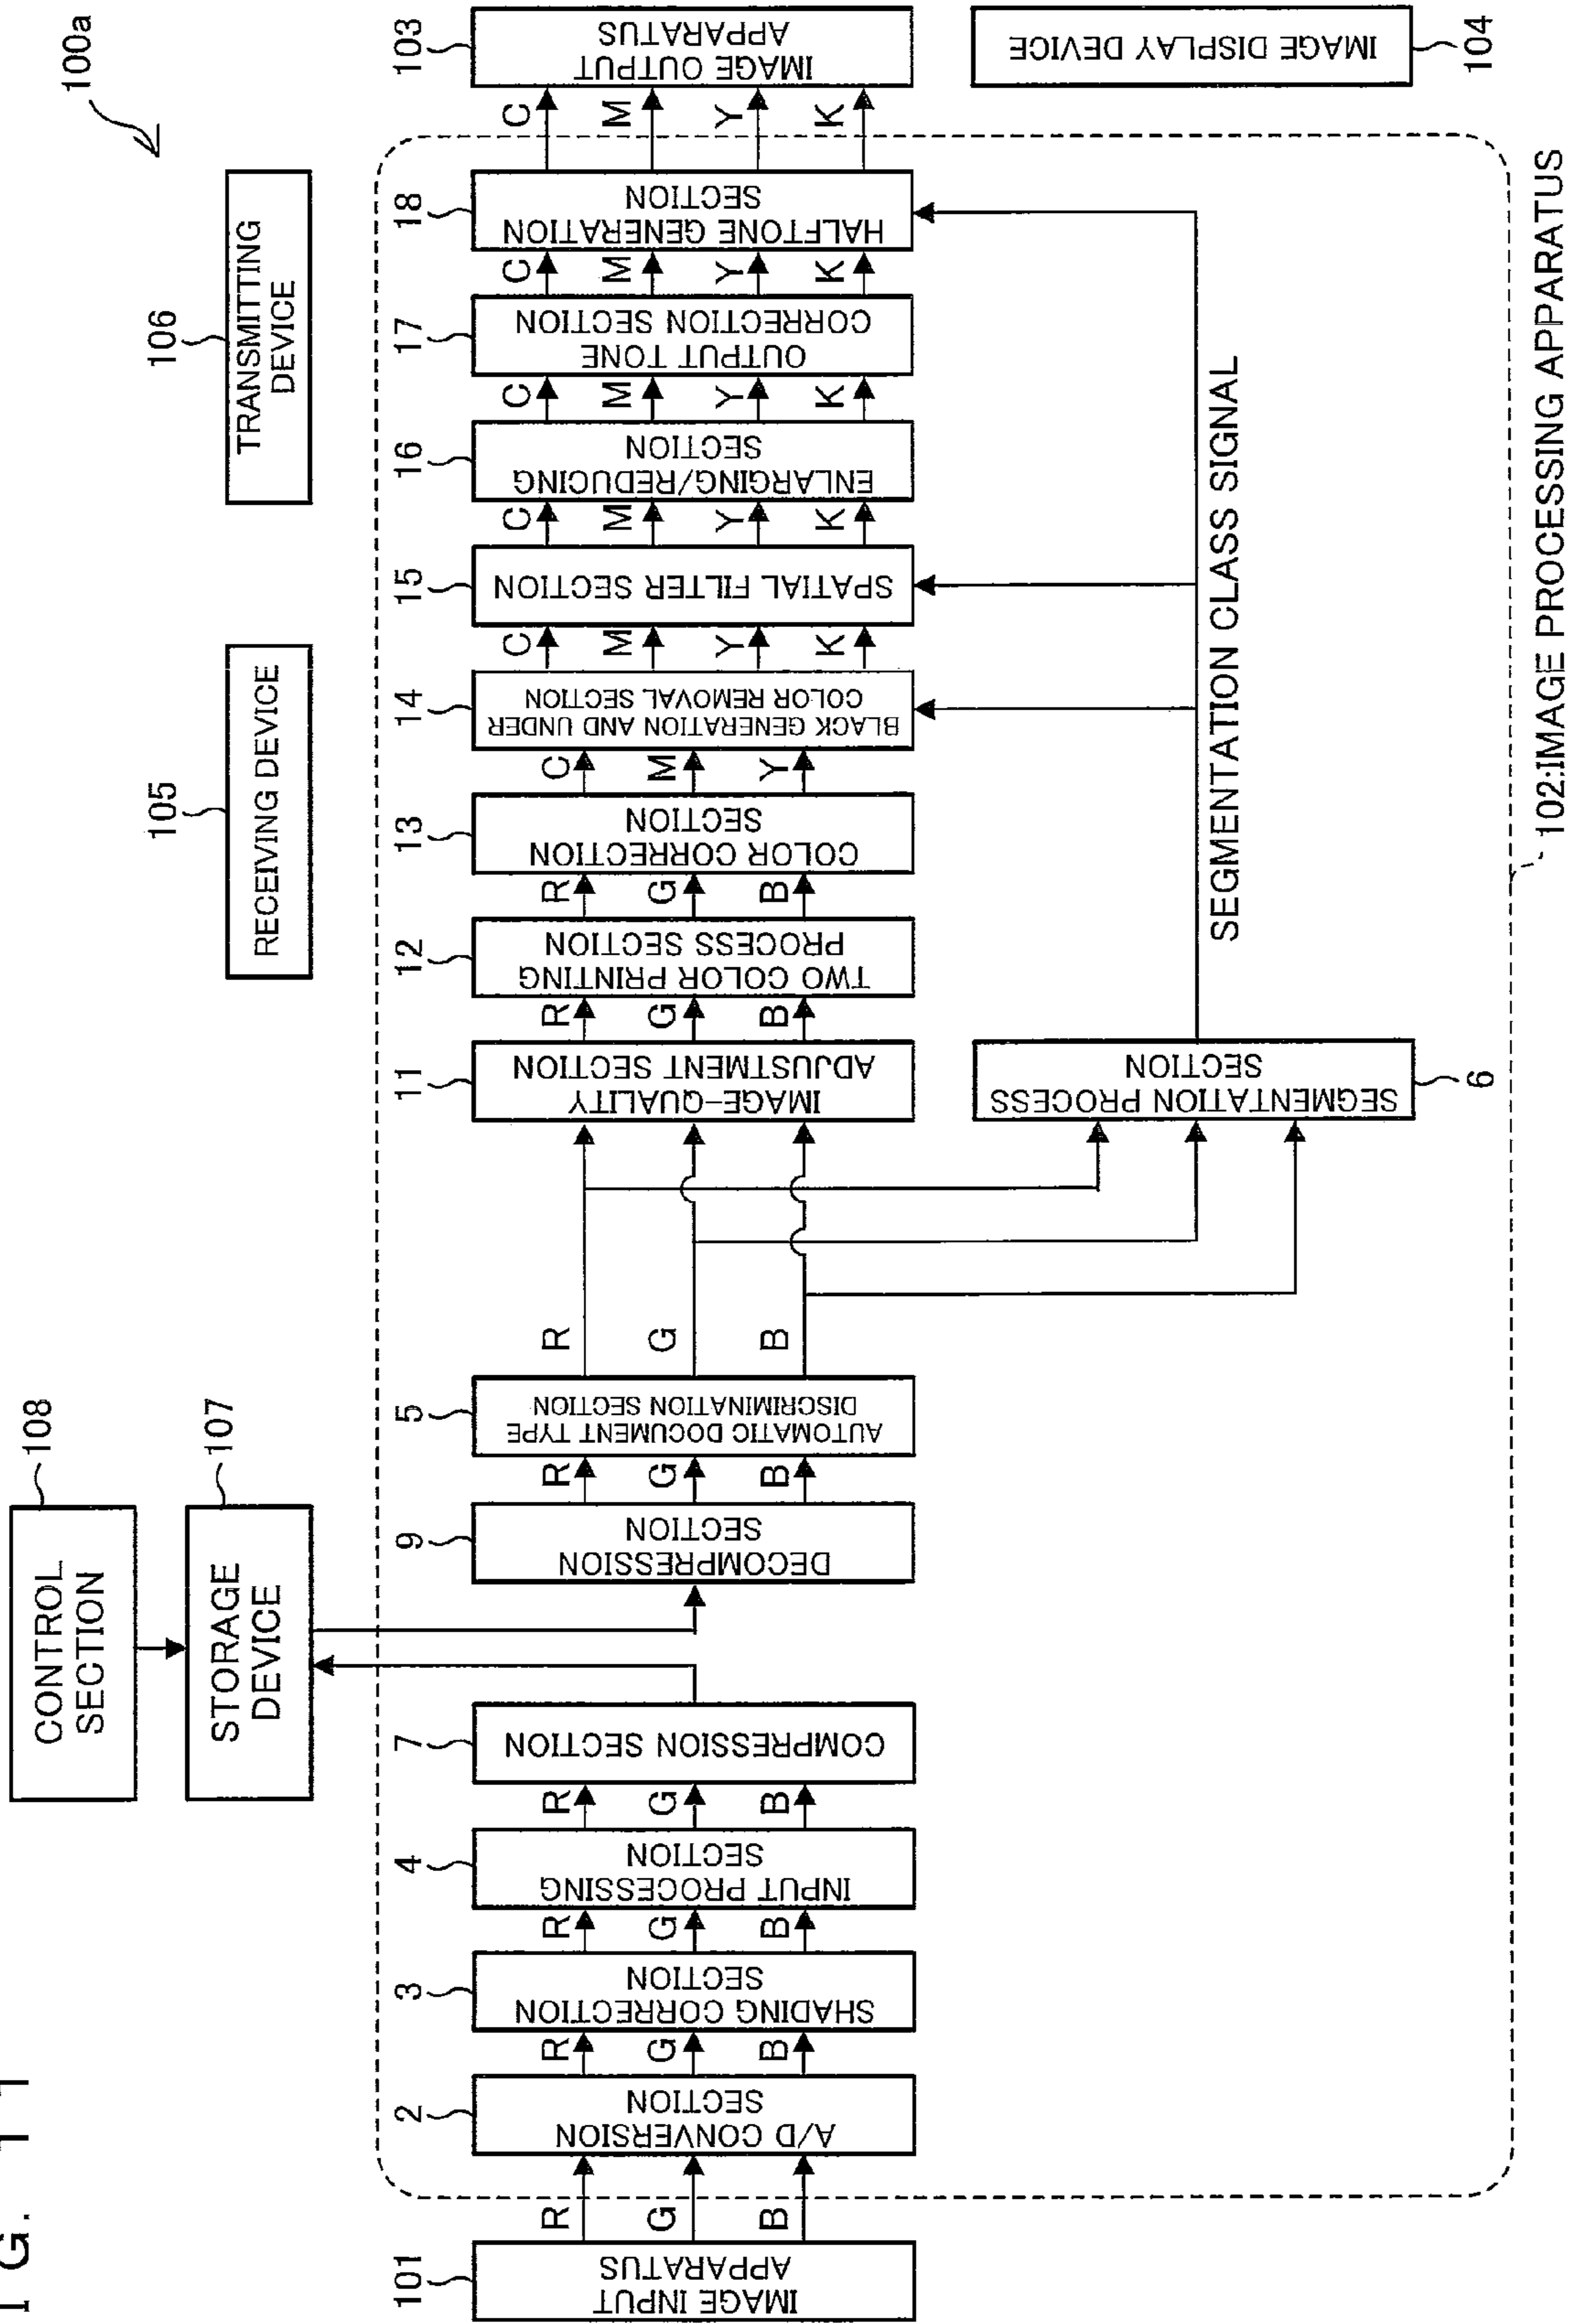 I G. 11
100a
CONTROL
SECTION
108
STORAGE
DEVICE
107
105
RECEIVING DEVICE
106
TRANSMITTING
DEVICE
101
IMAGE INPUT
APPARATUS
R
G
B
2
A/D CONVERSION
SECTION
R
G
B
3
SHADING CORRECTION
SECTION
R
G
B
4
INPUT PROCESSING
SECTION
R
G
B
7
COMPRESSION SECTION
9
DECOMPRESSION
SECTION
R
G
B
5
AUTOMATIC DOCUMENT TYPE
DISCRIMINATION SECTION
R
G
B
11
IMAGE-QUALITY
ADJUSTMENT SECTION
R
G
B
12
TWO COLOR PRINTING
PROCESS SECTION
R
G
B
13
COLOR CORRECTION
SECTION
C
M
Y
14
BLACK GENERATION AND UNDER
COLOR REMOVAL SECTION
C
M
Y
K
15
SPATIAL FILTER SECTION
C
M
Y
K
16
ENLARGING/REDUCING
SECTION
C
M
Y
K
17
OUTPUT TONE
CORRECTION SECTION
C
M
Y
K
18
HALFTONE GENERATION
SECTION
C
M
Y
K
103
IMAGE OUTPUT
APPARATUS
SEGMENTATION PROCESS
SECTION
6
SEGMENTATION CLASS SIGNAL
IMAGE DISPLAY DEVICE
104
102:IMAGE PROCESSING APPARATUS